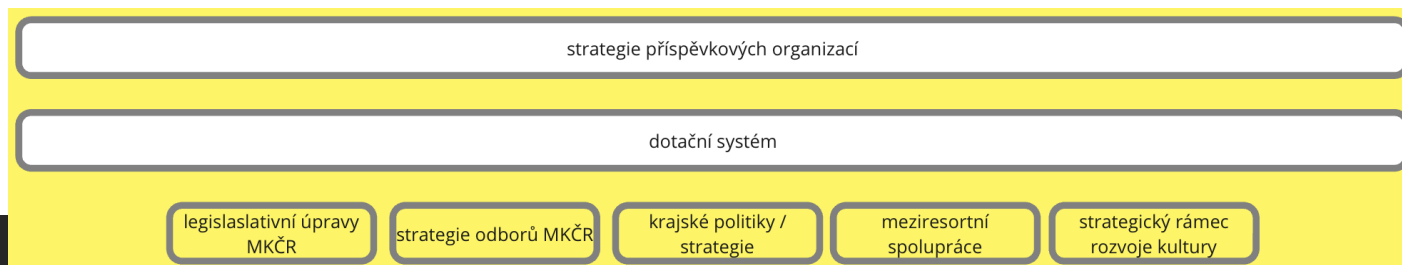 strategie příspěvkových organizací
dotační systém
legislaslativní úpravy
MKČR
strategie odborů MKČR
krajské politiky /
strategie
meziresortní
spolupráce
strategický rámec
rozvoje kultury